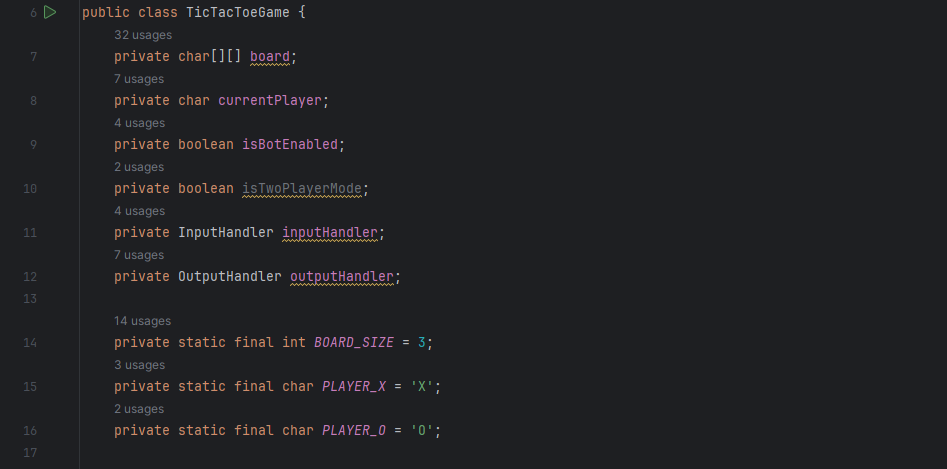 6 public class TicTacToeGame {
32 usages
7 private char[][] board;
7 usages
8 private char currentPlayer;
4 usages
9 private boolean isBotEnabled;
2 usages
10 private boolean isTwoPlayerMode;
4 usages
11 private InputHandler inputHandler;
7 usages
12 private OutputHandler outputHandler;
13
14 usages
14 private static final int BOARD_SIZE = 3;
3 usages
15 private static final char PLAYER_X = 'X';
2 usages
16 private static final char PLAYER_O = 'O';
17